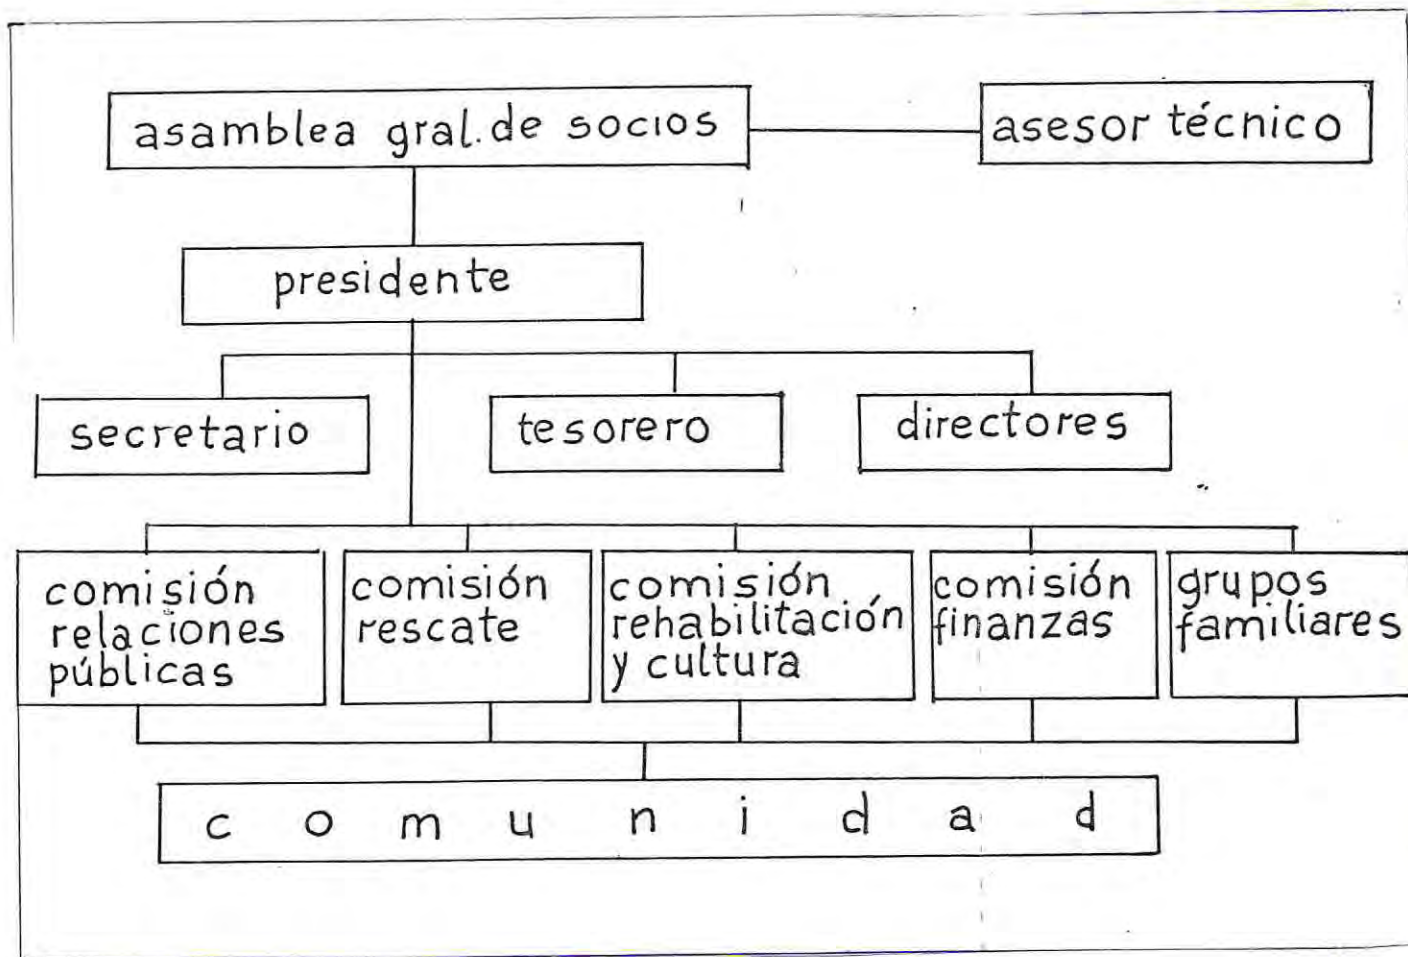 asamblea gral. de socios
asesor técnico
presidente
secretario
tesorero
directores
comisión
relaciones
públicas
comisión
rescate
comisión
rehabilitación
y cultura
comisión
finanzas
grupos
familiares
c o m u n i d a d